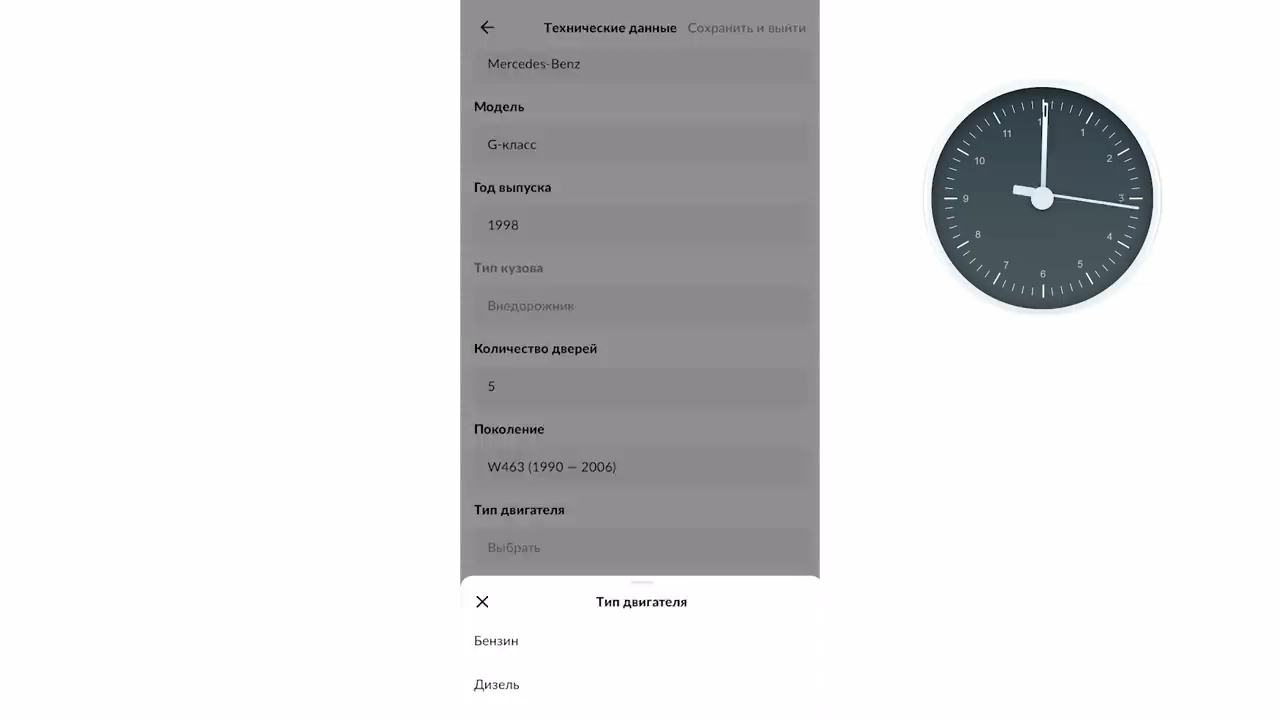 Технические данные
Сохранить и выйти
Mercedes-Benz
Модель
G-класс
Год выпуска
1998
Тип кузова
Внедорожник
Количество дверей
5
Поколение
W463 (1990 — 2006)
Тип двигателя
Выбрать
Тип двигателя
Бензин
Дизель
11
1
10
2
9
3
8
4
7
5
6